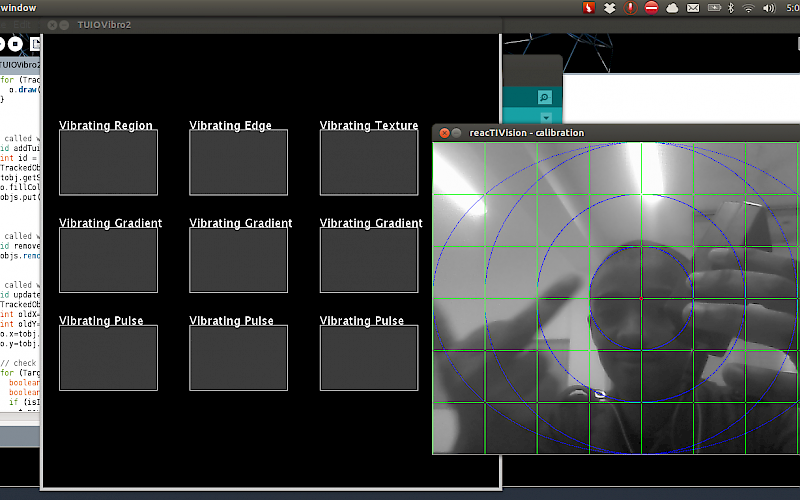 window
5:0
TUIOVibro2
TUIOVibro2
for (Trac
o.draw(
}
called w
id addTui
int id =
TrackedOb
tobj.getS
o.fillCol
objs.put(
called w
id remove
objs.remo
called w
id update
TrackedOb
int oldX=
int oldY=
o.x=tobj.
o.y=tobj.
// check
for (Targ
boolean
boolean
Vibrating Region
Vibrating Edge
Vibrating Texture
Vibrating Gradient
Vibrating Gradient
Vibrating Gradient
Vibrating Pulse
Vibrating Pulse
Vibrating Pulse
reacTIVision - calibration